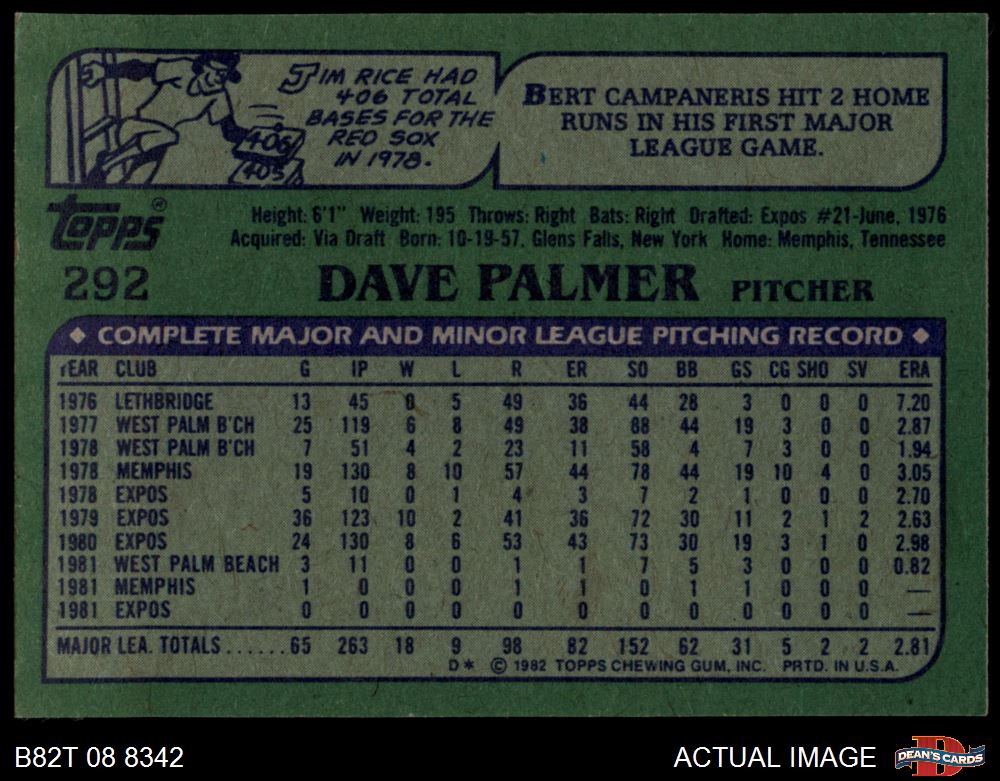 JIM RICE HAD
406 TOTAL
BASES FOR THE
RED SOX
IN 1978.
406
405
BERT CAMPANERIS HIT 2 HOME
RUNS IN HIS FIRST MAJOR
LEAGUE GAME.
TOPPS®
Height: 6'1" Weight: 195 Throws: Right Bats: Right Drafted: Expos #21-June, 1976
Acquired: Via Draft Born: 10-19-57, Glens Falls, New York Home: Memphis, Tennessee
292 DAVE PALMER PITCHER
◆ COMPLETE MAJOR AND MINOR LEAGUE PITCHING RECORD ◆
YEAR CLUB G IP W L R ER SO BB GS CG SHO SV ERA
1976 LETHBRIDGE 13 45 0 5 49 36 44 28 3 0 0 0 7.20
1977 WEST PALM B'CH 25 119 6 8 49 38 88 44 19 3 0 0 2.87
1978 WEST PALM B'CH 7 51 4 2 23 11 58 4 7 3 0 0 1.94
1978 MEMPHIS 19 130 8 10 57 44 78 44 19 10 4 0 3.05
1978 EXPOS 5 10 0 1 4 3 7 2 1 0 0 0 2.70
1979 EXPOS 36 123 10 2 41 36 72 30 11 2 1 2 2.63
1980 EXPOS 24 130 8 6 53 43 73 30 19 3 1 0 2.98
1981 WEST PALM BEACH 3 11 0 0 1 1 7 5 3 0 0 0 0.82
1981 MEMPHIS 1 0 0 0 1 1 0 1 1 0 0 0 —
1981 EXPOS 0 0 0 0 0 0 0 0 0 0 0 0 —
MAJOR LEA. TOTALS......65 263 18 9 98 82 152 62 31 5 2 2 2.81
D* © 1982 TOPPS CHEWING GUM, INC. PRTD. IN U.S.A.
B82T 08 8342 ACTUAL IMAGE D DEAN'S CARDS